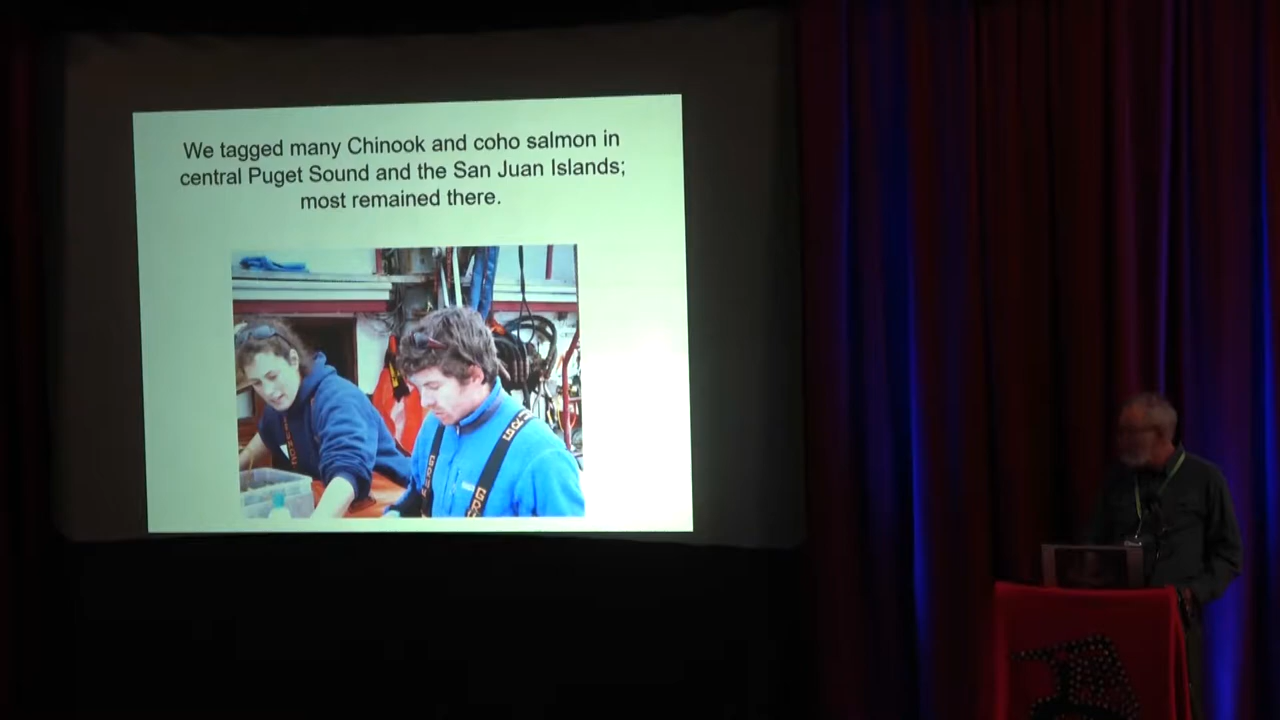 We tagged many Chinook and coho salmon in
central Puget Sound and the San Juan Islands;
most remained there.